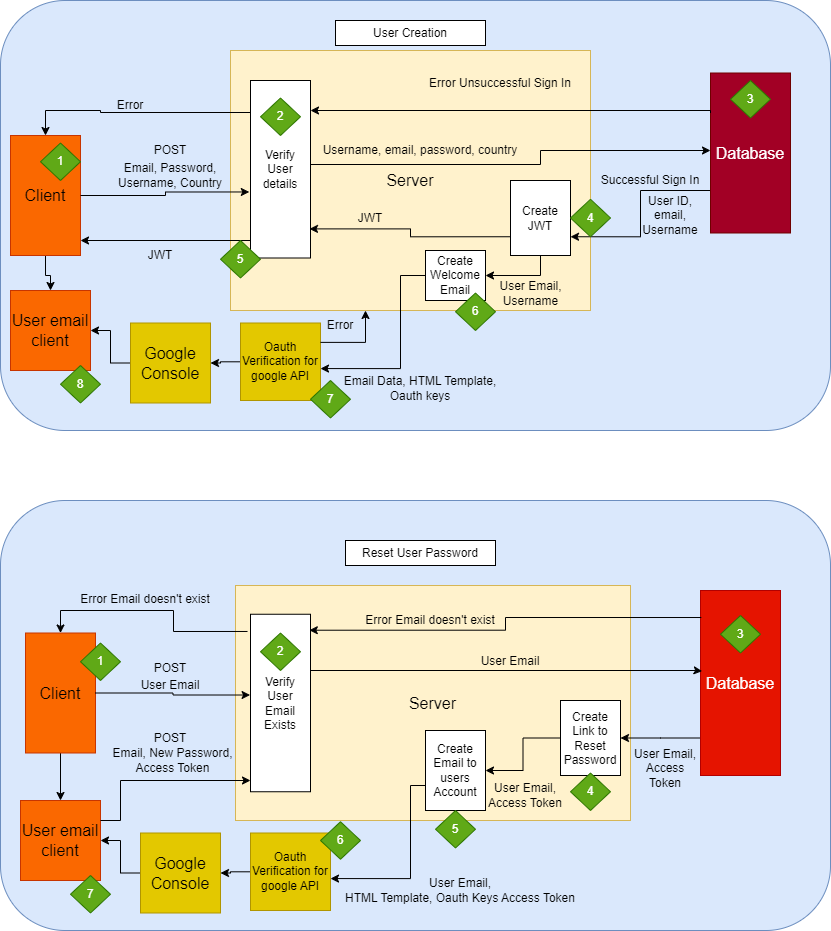 User Creation
Error Unsuccessful Sign In
Error
2
3
Verify
User
details
POST
Email, Password,
Username, Country
1
Client
Username, email, password, country
Server
Database
Successful Sign In
User ID,
email,
Username
Create
JWT
4
JWT
JWT
5
Create
Welcome
Email
6
User Email,
Username
User email
client
8
Google
Console
Oauth
Verification for
google API
7
Error
Email Data, HTML Template,
Oauth keys
Reset User Password
Error Email doesn't exist
Error Email doesn't exist
1
Client
POST
User Email
2
Verify
User
Email
Exists
User Email
3
Database
Server
POST
Email, New Password,
Access Token
Create
Link to
Reset
Password
4
User Email,
Access
Token
Create
Email to
users
Account
5
User Email,
Access Token
User email
client
7
Google
Console
Oauth
Verification for
google API
6
User Email,
HTML Template, Oauth Keys Access Token